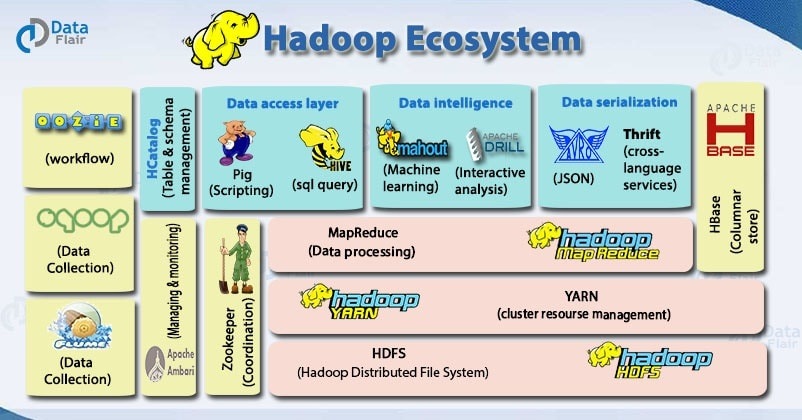 Data
Flair
Hadoop Ecosystem
OOZIE
(workflow)
HCatalog
(Table & schema
management)
Data access layer
Pig
(Scripting)
HIVE
(sql query)
Data intelligence
mahout
(Machine
learning)
APACHE
DRILL
(Interactive
analysis)
Data serialization
AVRO
(JSON)
Thrift
(cross-
language
services)
APACHE
H
BASE
HBase
(Columnar
store)
sqoop
(Data
Collection)
FLUME
(Data
Collection)
(Managing & monitoring)
Apache
Ambari
Zookeeper
(Coordination)
MapReduce
(Data processing)
hadoop
Map Reduce
hadoop
YARN
YARN
(cluster resourse management)
HDFS
(Hadoop Distributed File System)
hadoop
HDFS
Data
Flair